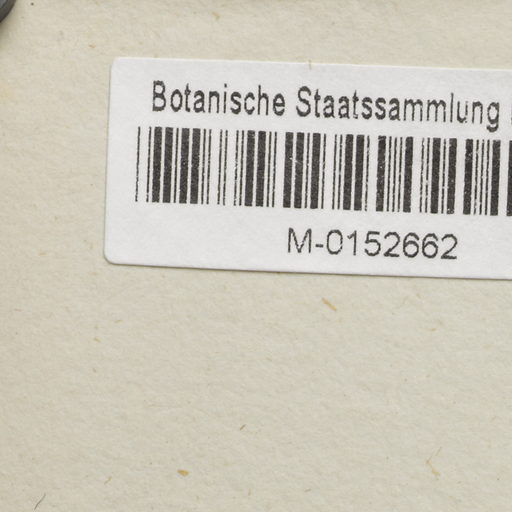 Botanische Staatssammlung
M-0152662